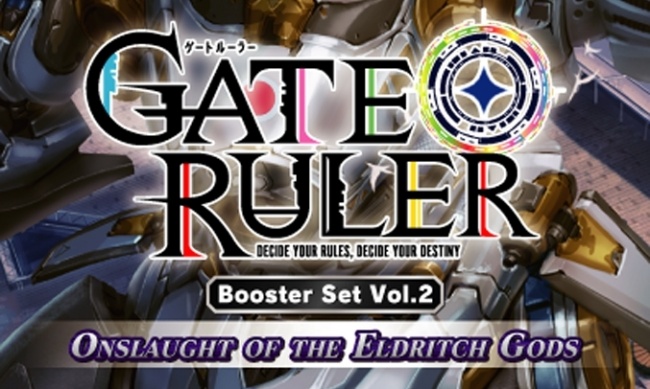 ゲートルーラー
GATE
RULER
DECIDE YOUR RULES, DECIDE YOUR DESTINY
Booster Set Vol.2
ONSLAUGHT OF THE ELDRITCH GODS